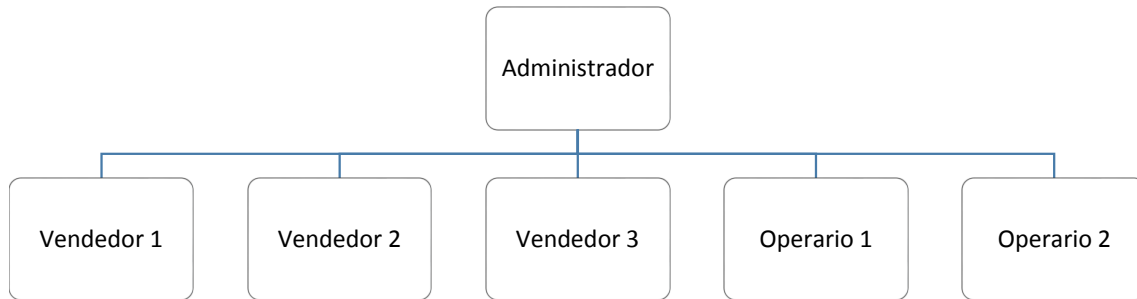 Administrador
Vendedor 1
Vendedor 2
Vendedor 3
Operario 1
Operario 2